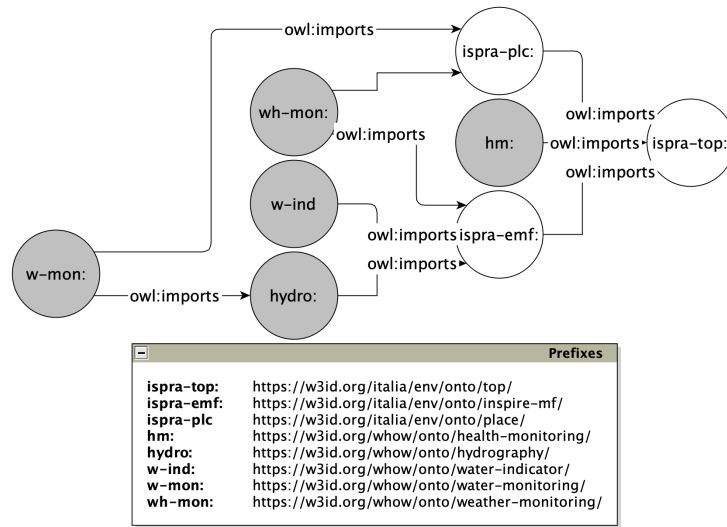 owl:imports
ispra-plc:
wh-mon:
owl:imports
owl:imports
hm:
owl:imports
ispra-top:
owl:imports
w-ind
owl:imports
ispra-emf:
owl:imports
w-mon:
owl:imports
hydro:
Prefixes
ispra-top: https://w3id.org/italia/env/onto/top/
ispra-emf: https://w3id.org/italia/env/onto/inspire-mf/
ispra-plc https://w3id.org/italia/env/onto/place/
hm: https://w3id.org/whow/onto/health-monitoring/
hydro: https://w3id.org/whow/onto/hydrography/
w-ind: https://w3id.org/whow/onto/water-indicator/
w-mon: https://w3id.org/whow/onto/water-monitoring/
wh-mon: https://w3id.org/whow/onto/weather-monitoring/